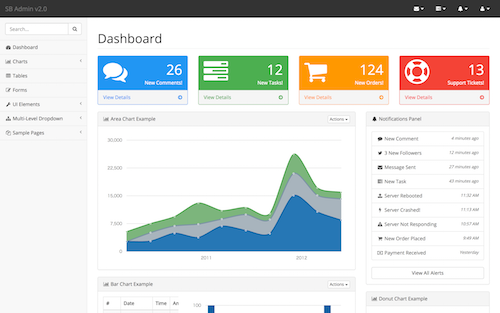 SB Admin v2.0
Search...
Dashboard
Charts
Tables
Forms
UI Elements
Multi-Level Dropdown
Sample Pages
Dashboard
26
New Comments!
View Details
12
New Tasks!
View Details
124
New Orders!
View Details
13
Support Tickets!
View Details
Area Chart Example
Actions
30,000
22,500
15,000
7,500
0
2011
2012
Notifications Panel
New Comment 4 minutes ago
3 New Followers 12 minutes ago
Message Sent 27 minutes ago
New Task 43 minutes ago
Server Rebooted 11:32 AM
Server Crashed! 11:13 AM
Server Not Responding 10:57 AM
New Order Placed 9:49 AM
Payment Received Yesterday
View All Alerts
Bar Chart Example
Actions
# Date Time Am
100
Donut Chart Example